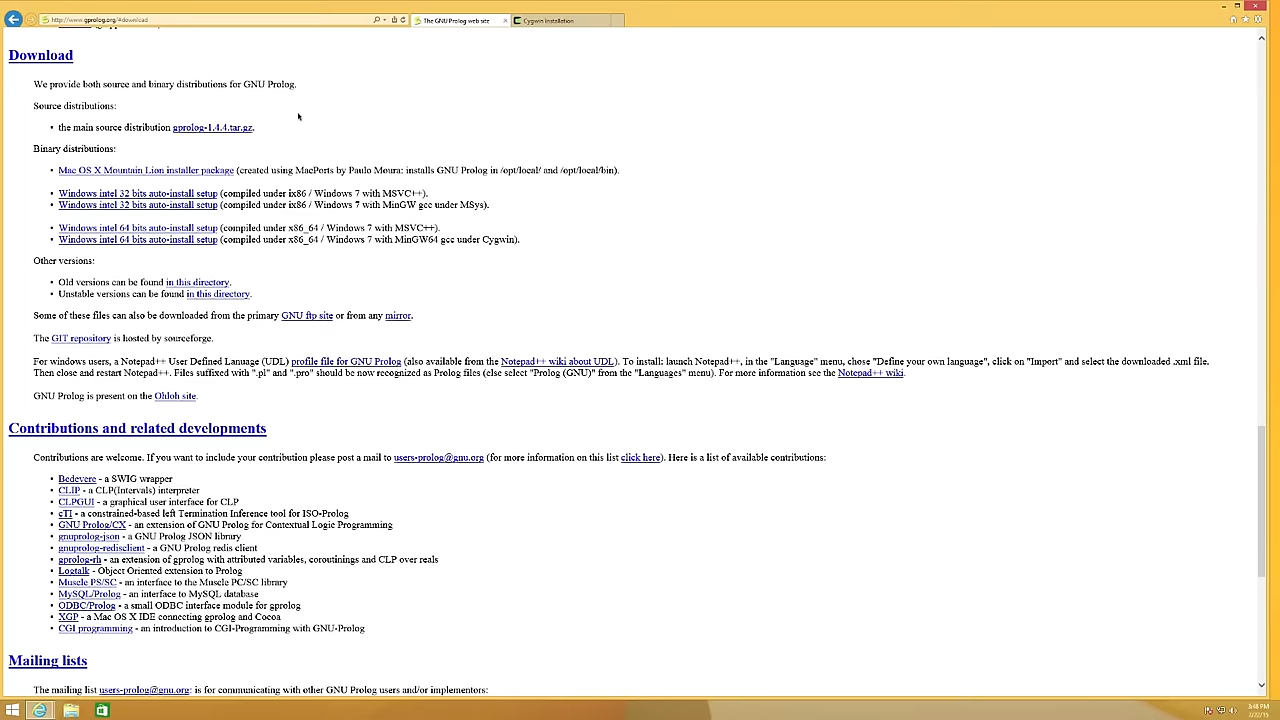 http://www.gprolog.org/#download
The GNU Prolog web site
Cygwin Installation
Download
We provide both source and binary distributions for GNU Prolog.
Source distributions:
• the main source distribution gprolog-1.4.4.tar.gz.
Binary distributions:
• Mac OS X Mountain Lion installer package (created using MacPorts by Paulo Moura: installs GNU Prolog in /opt/local/ and /opt/local/bin).
• Windows intel 32 bits auto-install setup (compiled under ix86 / Windows 7 with MSVC++).
• Windows intel 32 bits auto-install setup (compiled under ix86 / Windows 7 with MinGW gcc under MSys).
• Windows intel 64 bits auto-install setup (compiled under x86_64 / Windows 7 with MSVC++).
• Windows intel 64 bits auto-install setup (compiled under x86_64 / Windows 7 with MinGW64 gcc under Cygwin).
Other versions:
• Old versions can be found in this directory.
• Unstable versions can be found in this directory.
Some of these files can also be downloaded from the primary GNU ftp site or from any mirror.
The GIT repository is hosted by sourceforge.
For windows users, a Notepad++ User Defined Lanuage (UDL) profile file for GNU Prolog (also available from the Notepad++ wiki about UDL). To install: launch Notepad++, in the "Language" menu, chose "Define your own language", click on "Import" and select the downloaded .xml file.
Then close and restart Notepad++. Files suffixed with ".pl" and ".pro" should be now recognized as Prolog files (else select "Prolog (GNU)" from the "Languages" menu). For more information see the Notepad++ wiki.
GNU Prolog is present on the Ohloh site.
Contributions and related developments
Contributions are welcome. If you want to include your contribution please post a mail to users-prolog@gnu.org (for more information on this list click here). Here is a list of available contributions:
• Bedevere - a SWIG wrapper
• CLIP - a CLP(Intervals) interpreter
• CLPGUI - a graphical user interface for CLP
• cTI - a constrained-based left Termination Inference tool for ISO-Prolog
• GNU Prolog/CX - an extension of GNU Prolog for Contextual Logic Programming
• gnuprolog-json - a GNU Prolog JSON library
• gnuprolog-redisclient - a GNU Prolog redis client
• gprolog-rh - an extension of gprolog with attributed variables, coroutinings and CLP over reals
• Logtalk - Object Oriented extension to Prolog
• Muscle PS/SC - an interface to the Muscle PC/SC library
• MySQL/Prolog - an interface to MySQL database
• ODBC/Prolog - a small ODBC interface module for gprolog
• XGP - a Mac OS X IDE connecting gprolog and Cocoa
• CGI programming - an introduction to CGI-Programming with GNU-Prolog
Mailing lists
The mailing list users-prolog@gnu.org: is for communicating with other GNU Prolog users and/or implementors:
3:48 PM